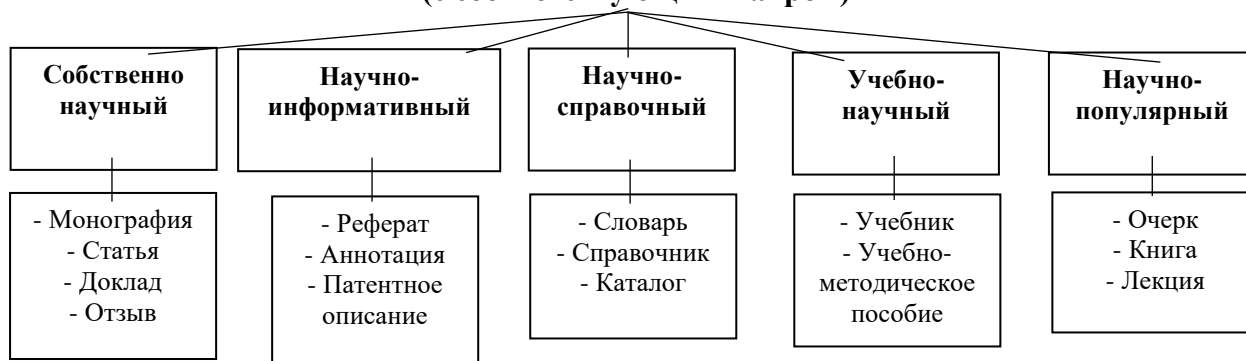 Собственно
научный
Научно-
информативный
Научно-
справочный
Учебно-
научный
Научно-
популярный
- Монография
- Статья
- Доклад
- Отзыв
- Реферат
- Аннотация
- Патентное
описание
- Словарь
- Справочник
- Каталог
- Учебник
- Учебно-
методическое
пособие
- Очерк
- Книга
- Лекция